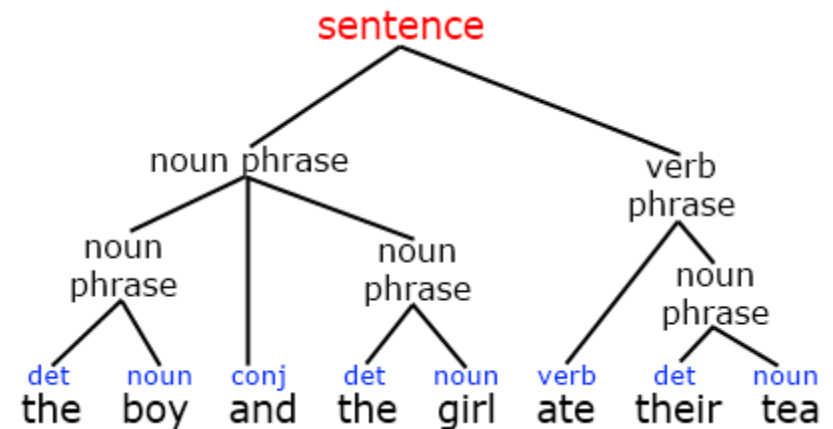 sentence
noun phrase verb
phrase
noun
phrase noun
phrase noun
phrase
det noun conj det noun verb det noun
the boy and the girl ate their tea